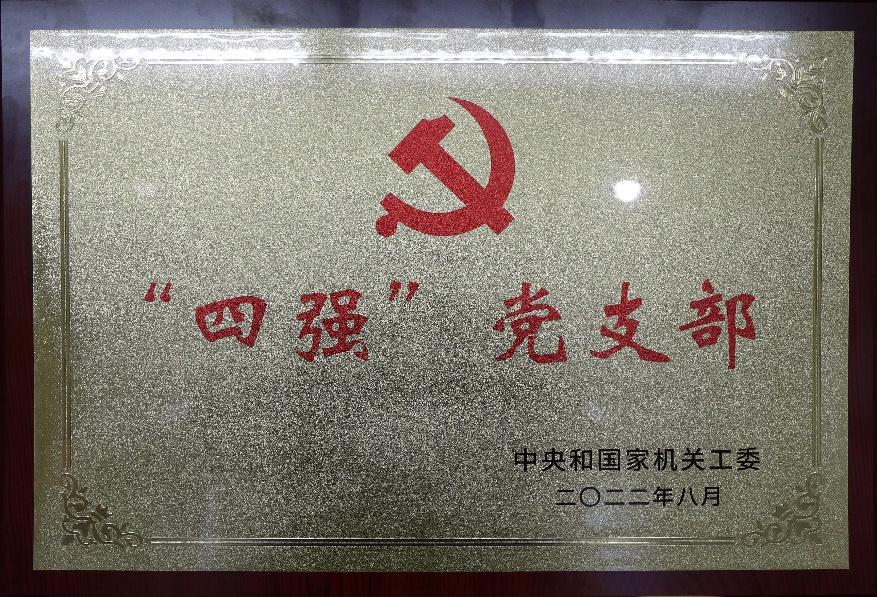 “四强”党支部
中央和国家机关工委
二〇二二年八月